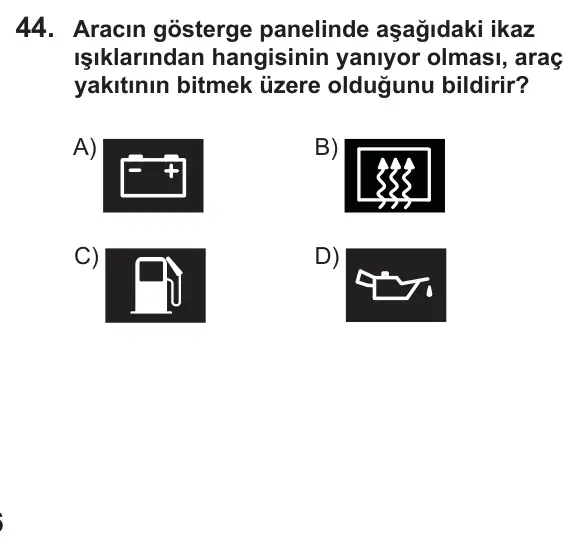 44. Aracın gösterge panelinde aşağıdaki ikaz
ışıklarından hangisinin yanıyor olması, araç
yakıtının bitmek üzere olduğunu bildirir?
A) - + B)
C) D)